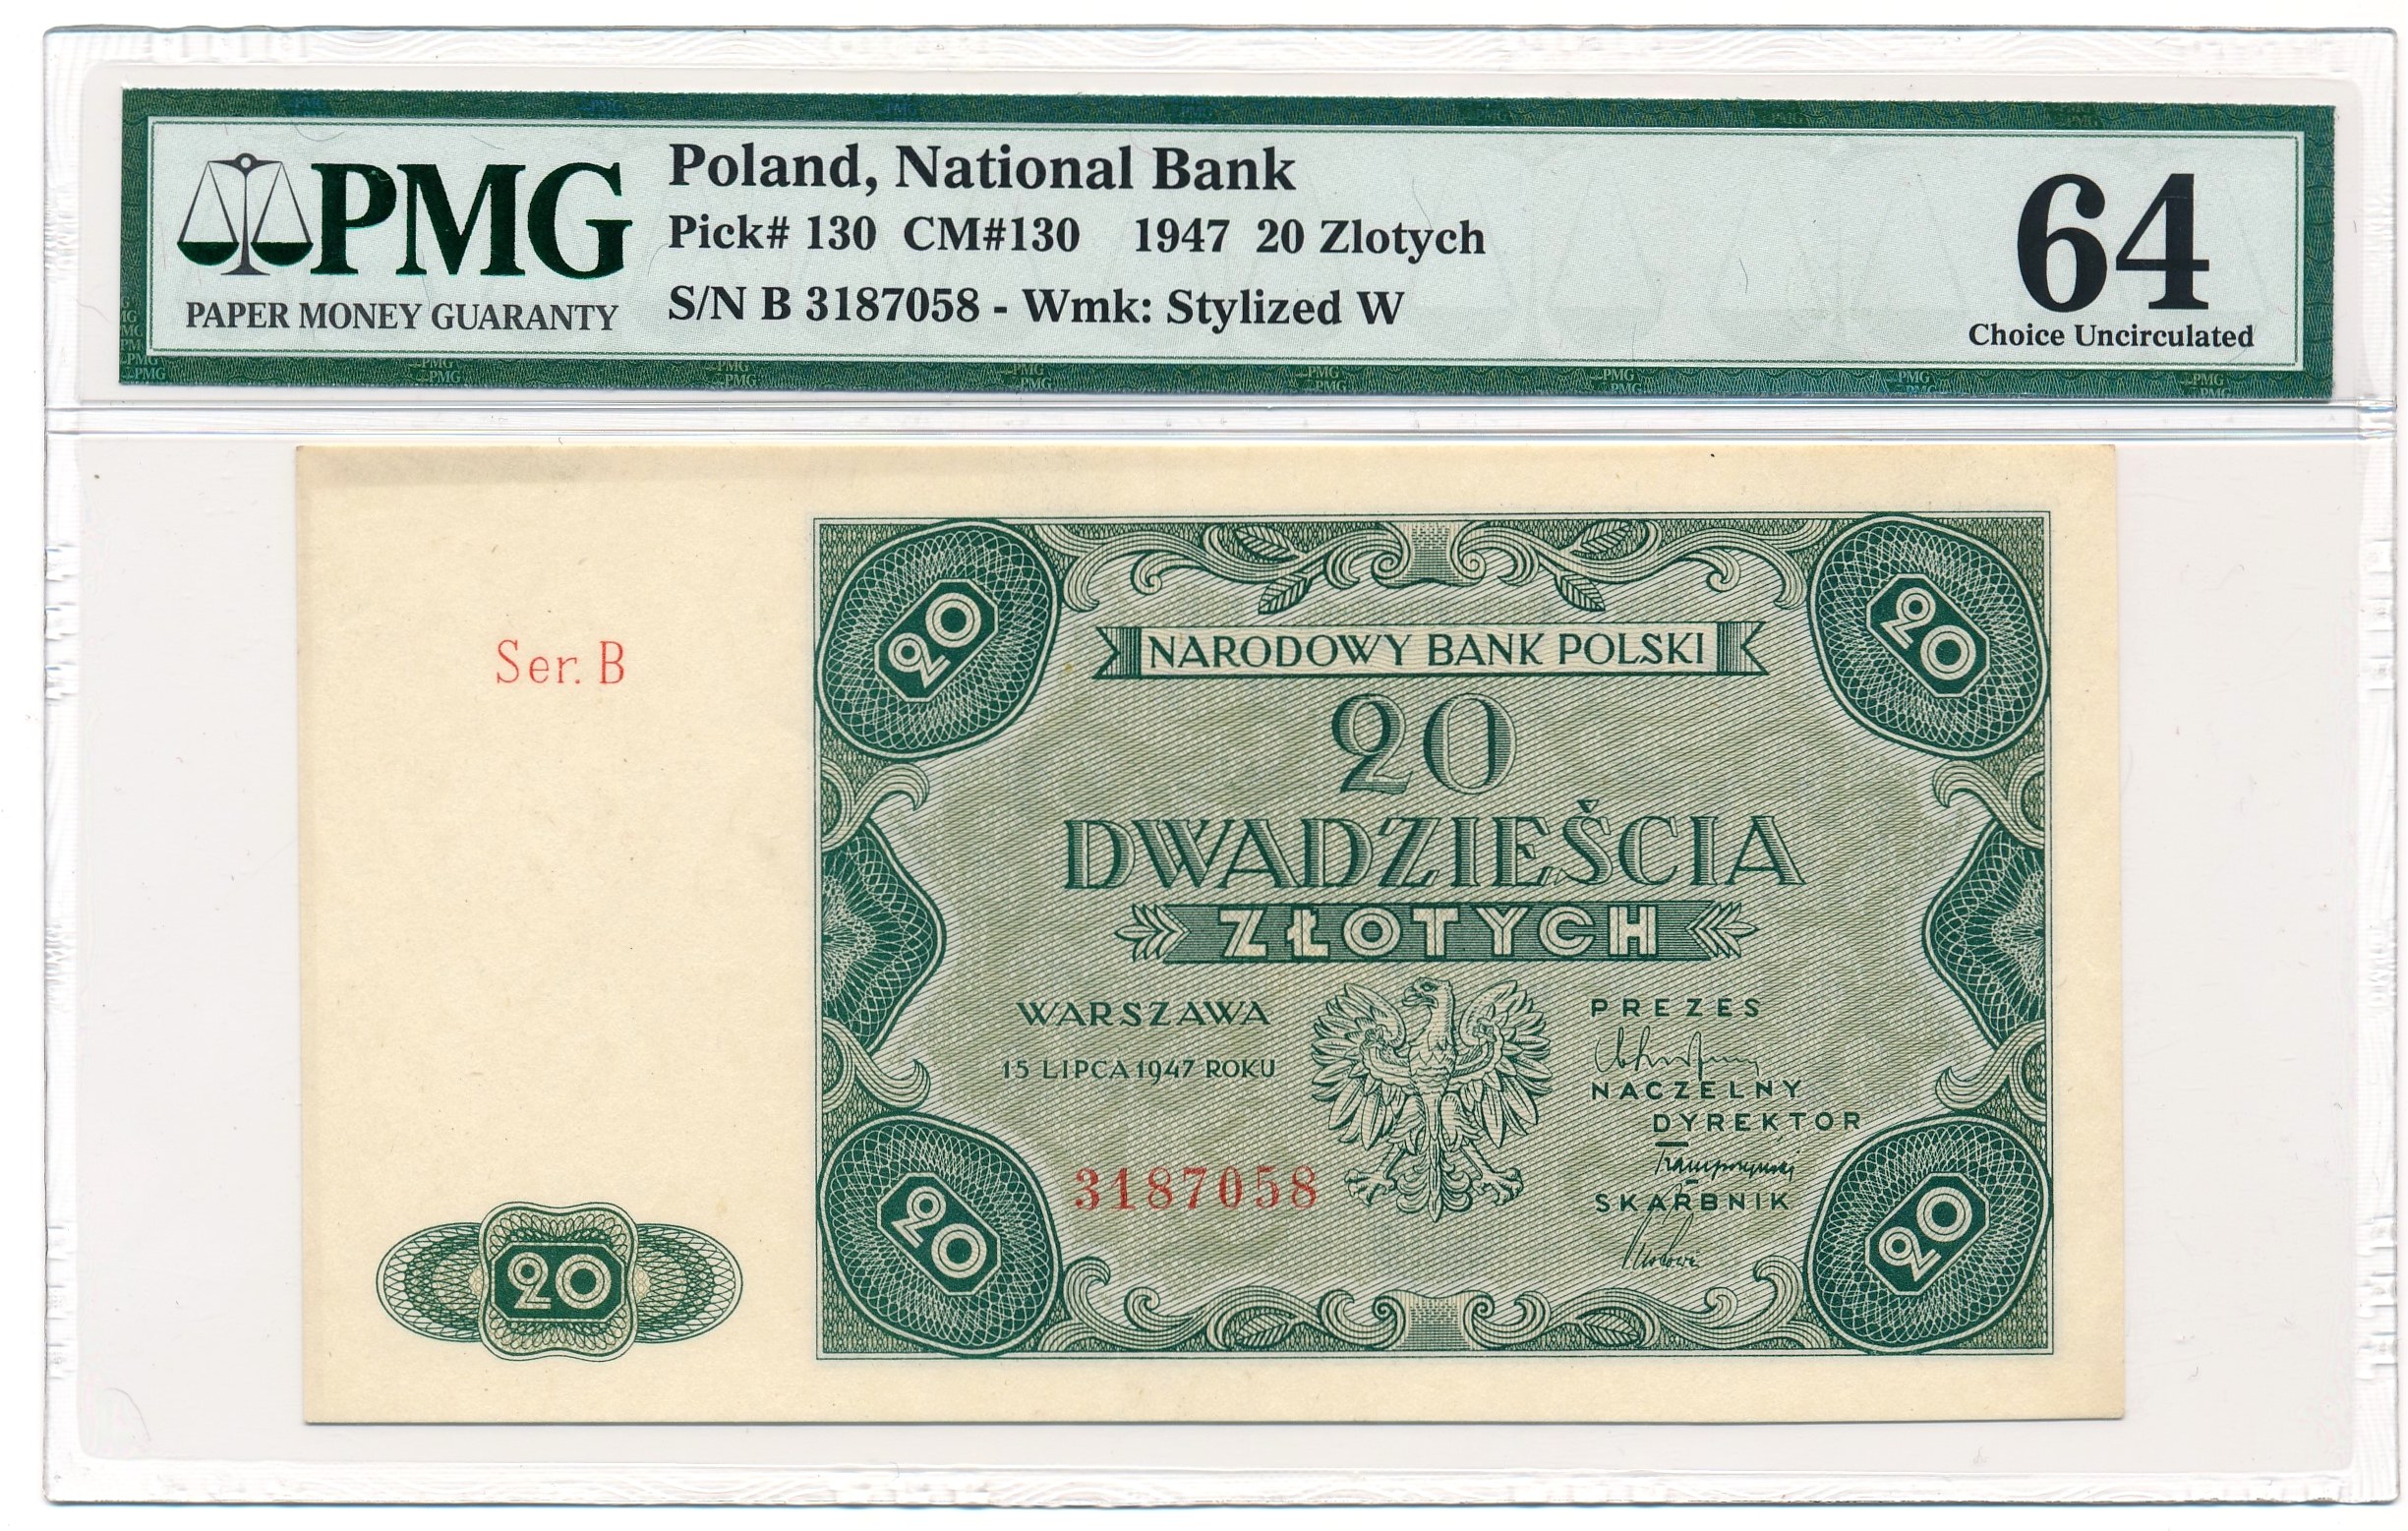 PMG
PAPER MONEY GUARANTY
Poland, National Bank
Pick# 130 CM#130 1947 20 Zlotych
S/N B 3187058 - Wmk: Stylized W
64
Choice Uncirculated
Ser. B
20
20
NARODOWY BANK POLSKI
20
DWADZIEŚCIA
ZŁOTYCH
WARSZAWA
15 LIPCA 1947 ROKU
PREZES
NACZELNY
DYREKTOR
SKARBNIK
3187058
20
20
20